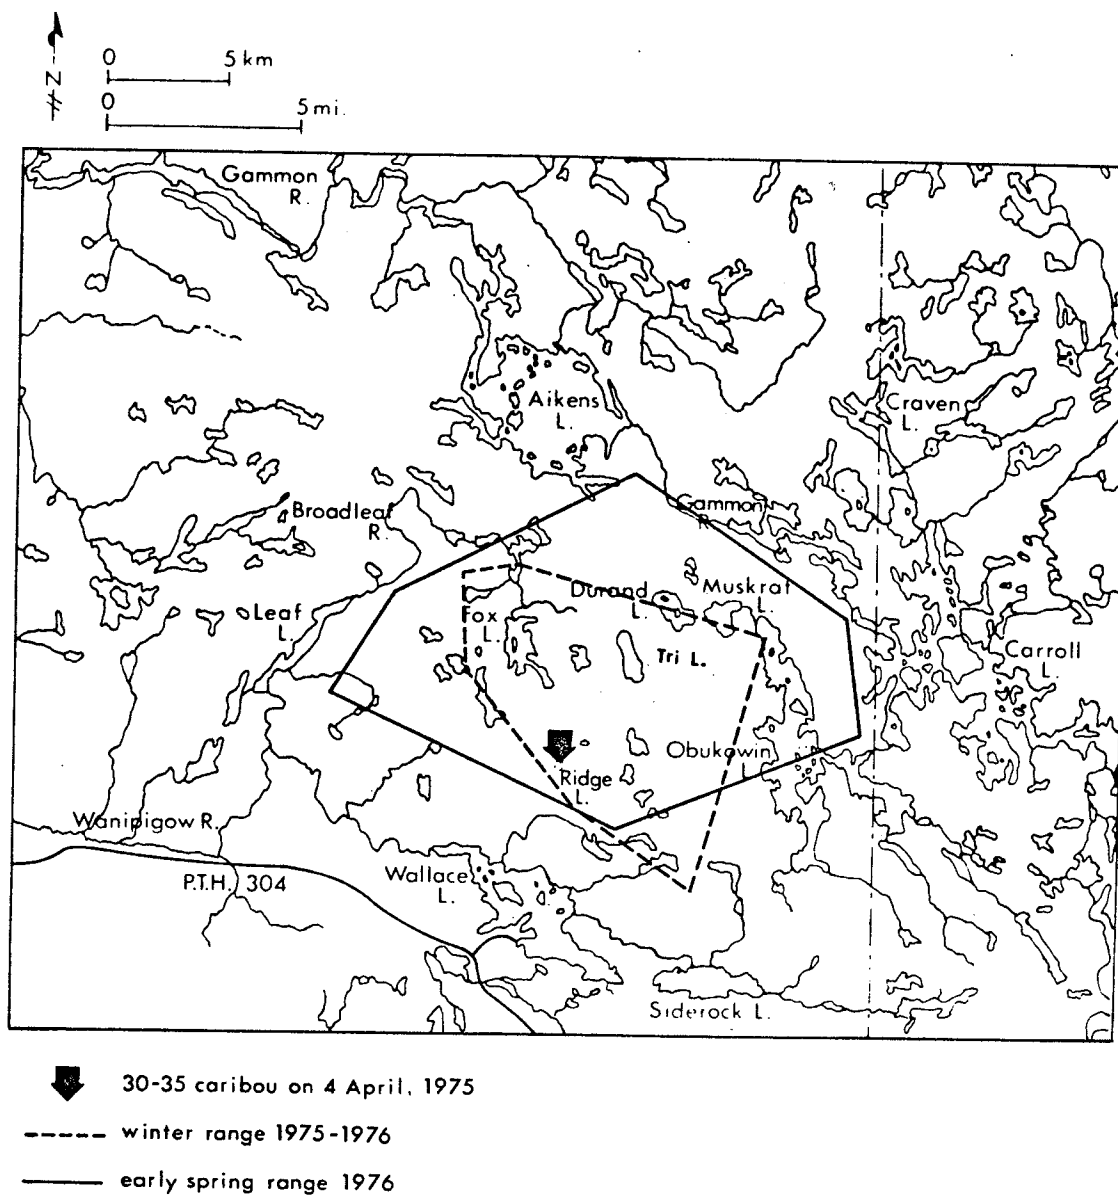 0 5 km
N
0 5 mi.
Gammon
R.
Aikens
L.
Craven
L.
Broadleaf
R.
Gammon
R.
Durand
L.
Muskrat
L.
Leaf
L.
Fox
L.
Tri L.
Carroll
L.
Obukowin
L.
Ridge
L.
Wanipigow R.
P.T.H. 304
Wallace
L.
Siderock L.
30-35 caribou on 4 April, 1975
winter range 1975-1976
early spring range 1976